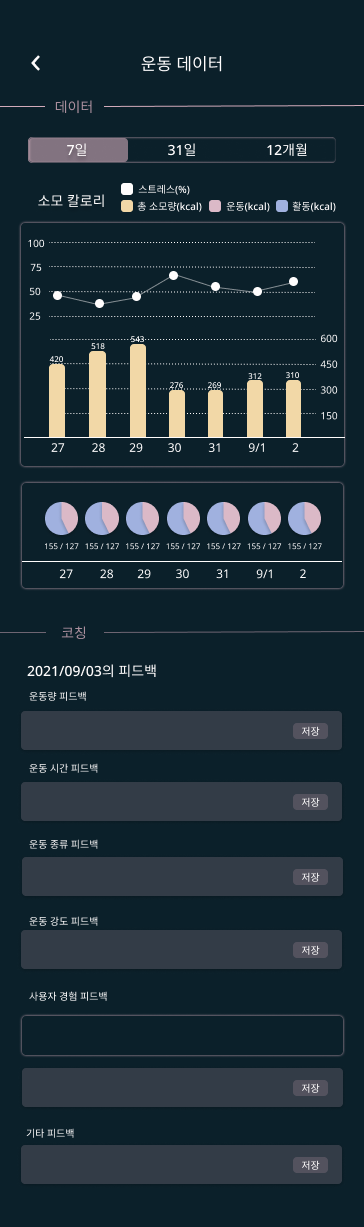 운동 데이터
데이터
7일 31일 12개월
소모 칼로리
스트레스(%)
총 소모량(kcal) 운동(kcal) 활동(kcal)
100
75
50
25
600
450
300
150
420 518 543 276 269 312 310
27 28 29 30 31 9/1 2
155 / 127 155 / 127 155 / 127 155 / 127 155 / 127 155 / 127 155 / 127
27 28 29 30 31 9/1 2
코칭
2021/09/03의 피드백
운동량 피드백
저장
운동 시간 피드백
저장
운동 종류 피드백
저장
운동 강도 피드백
저장
사용자 경험 피드백
저장
기타 피드백
저장